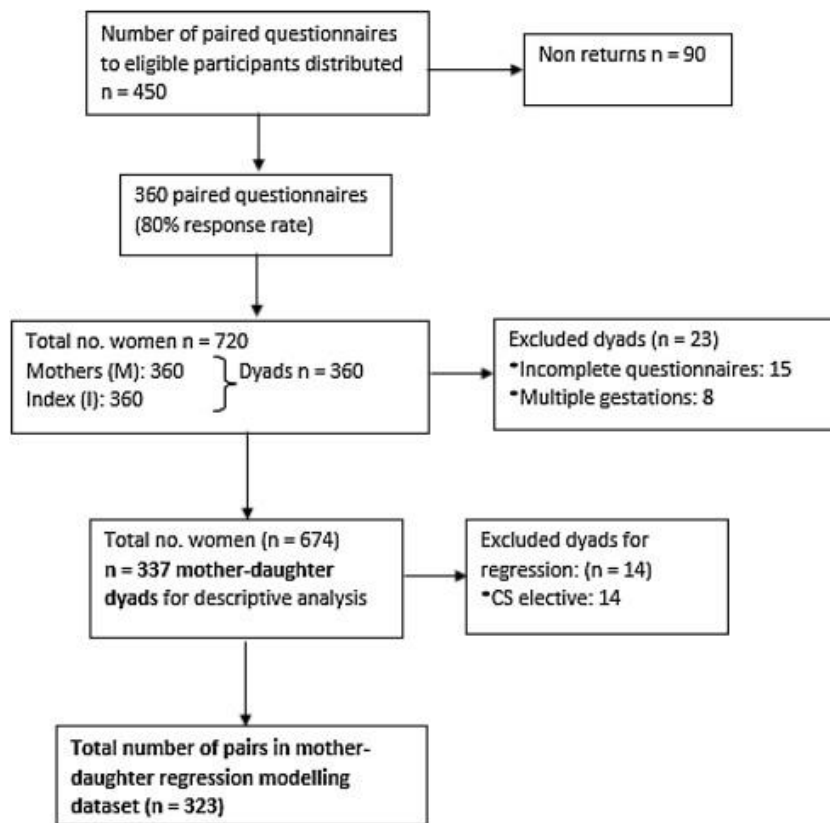 Number of paired questionnaires
to eligible participants distributed
n = 450
Non returns n = 90
360 paired questionnaires
(80% response rate)
Total no. women n = 720
Mothers (M): 360
Index (I): 360
Dyads n = 360
Excluded dyads (n = 23)
*Incomplete questionnaires: 15
*Multiple gestations: 8
Total no. women (n = 674)
n = 337 mother-daughter
dyads for descriptive analysis
Excluded dyads for
regression: (n = 14)
*CS elective: 14
Total number of pairs in mother-
daughter regression modelling
dataset (n = 323)